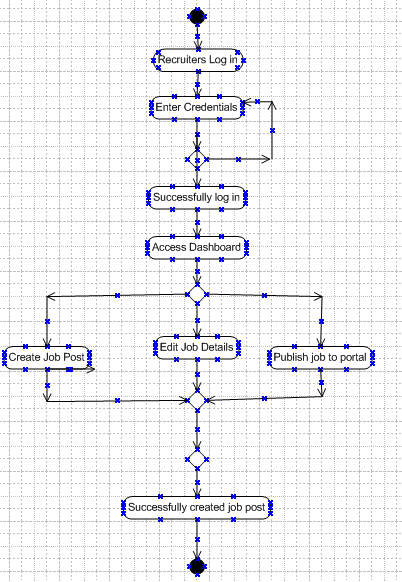 Recruiters Log in
Enter Credentials
Successfully log in
Access Dashboard
Create Job Post
Edit Job Details
Publish job to portal
Successfully created job post